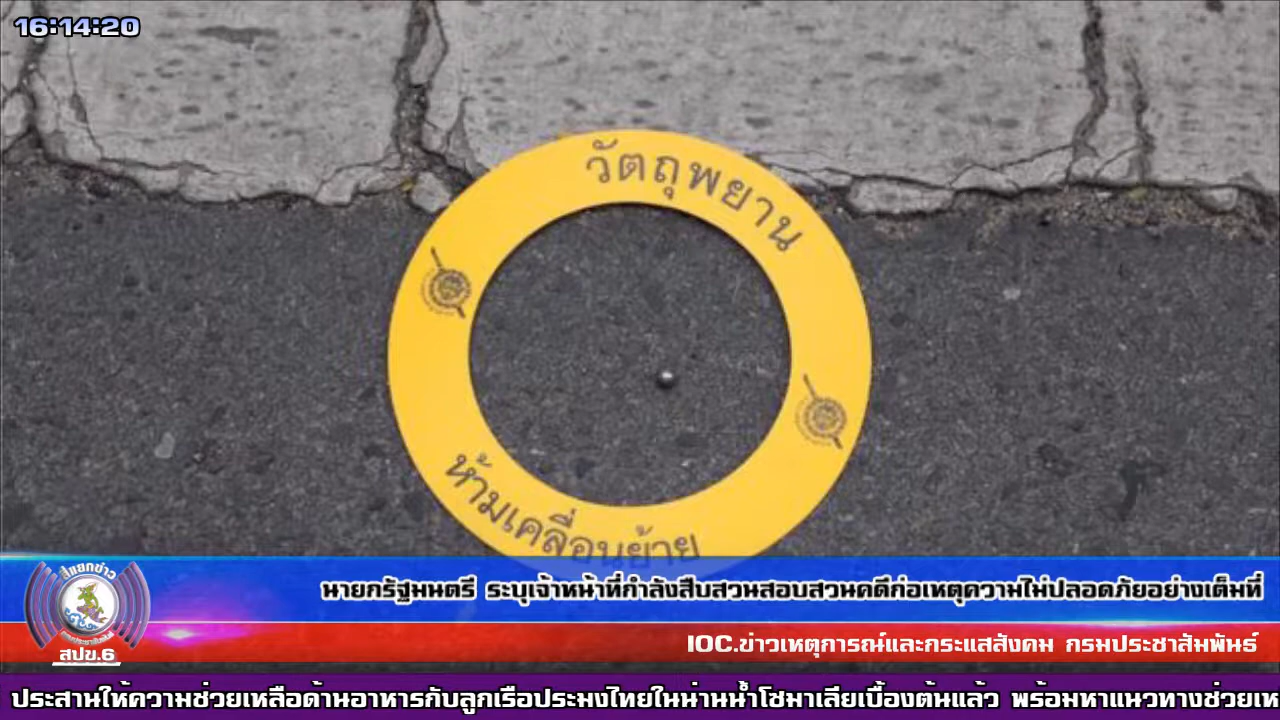 16:14:20
วัตถุพยาน
ห้ามเคลื่อนย้าย
สี่แยกข่าว
สปข.6
นายกรัฐมนตรี ระบุเจ้าหน้าที่กำลังสืบสวนสอบสวนคดีก่อเหตุความไม่ปลอดภัยอย่างเต็มที่
IOC.ข่าวเหตุการณ์และกระแสสังคม กรมประชาสัมพันธ์
ประสานให้ความช่วยเหลือด้านอาหารกับลูกเรือประมงไทยในน่านน้ำโซมาเลียเบื้องต้นแล้ว พร้อมหาแนวทางช่วยเห